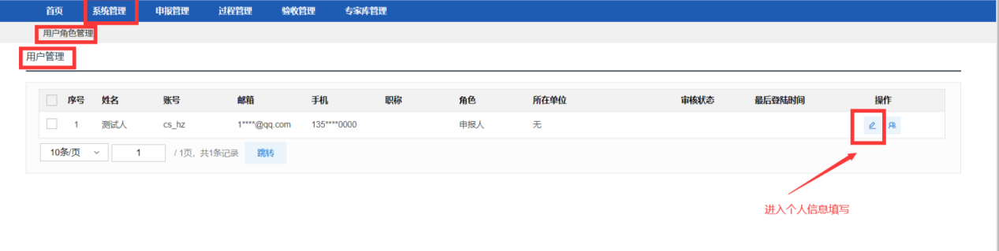 首页 系统管理 申报管理 过程管理 验收管理 专家库管理
用户角色管理
用户管理
序号 姓名 账号 邮箱 手机 职称 角色 所在单位 审核状态 最后登陆时间 操作
1 测试人 cs_hz 1****@qq.com 135****0000 申报人 无
10条/页 1 / 1页，共1条记录 跳转
进入个人信息填写